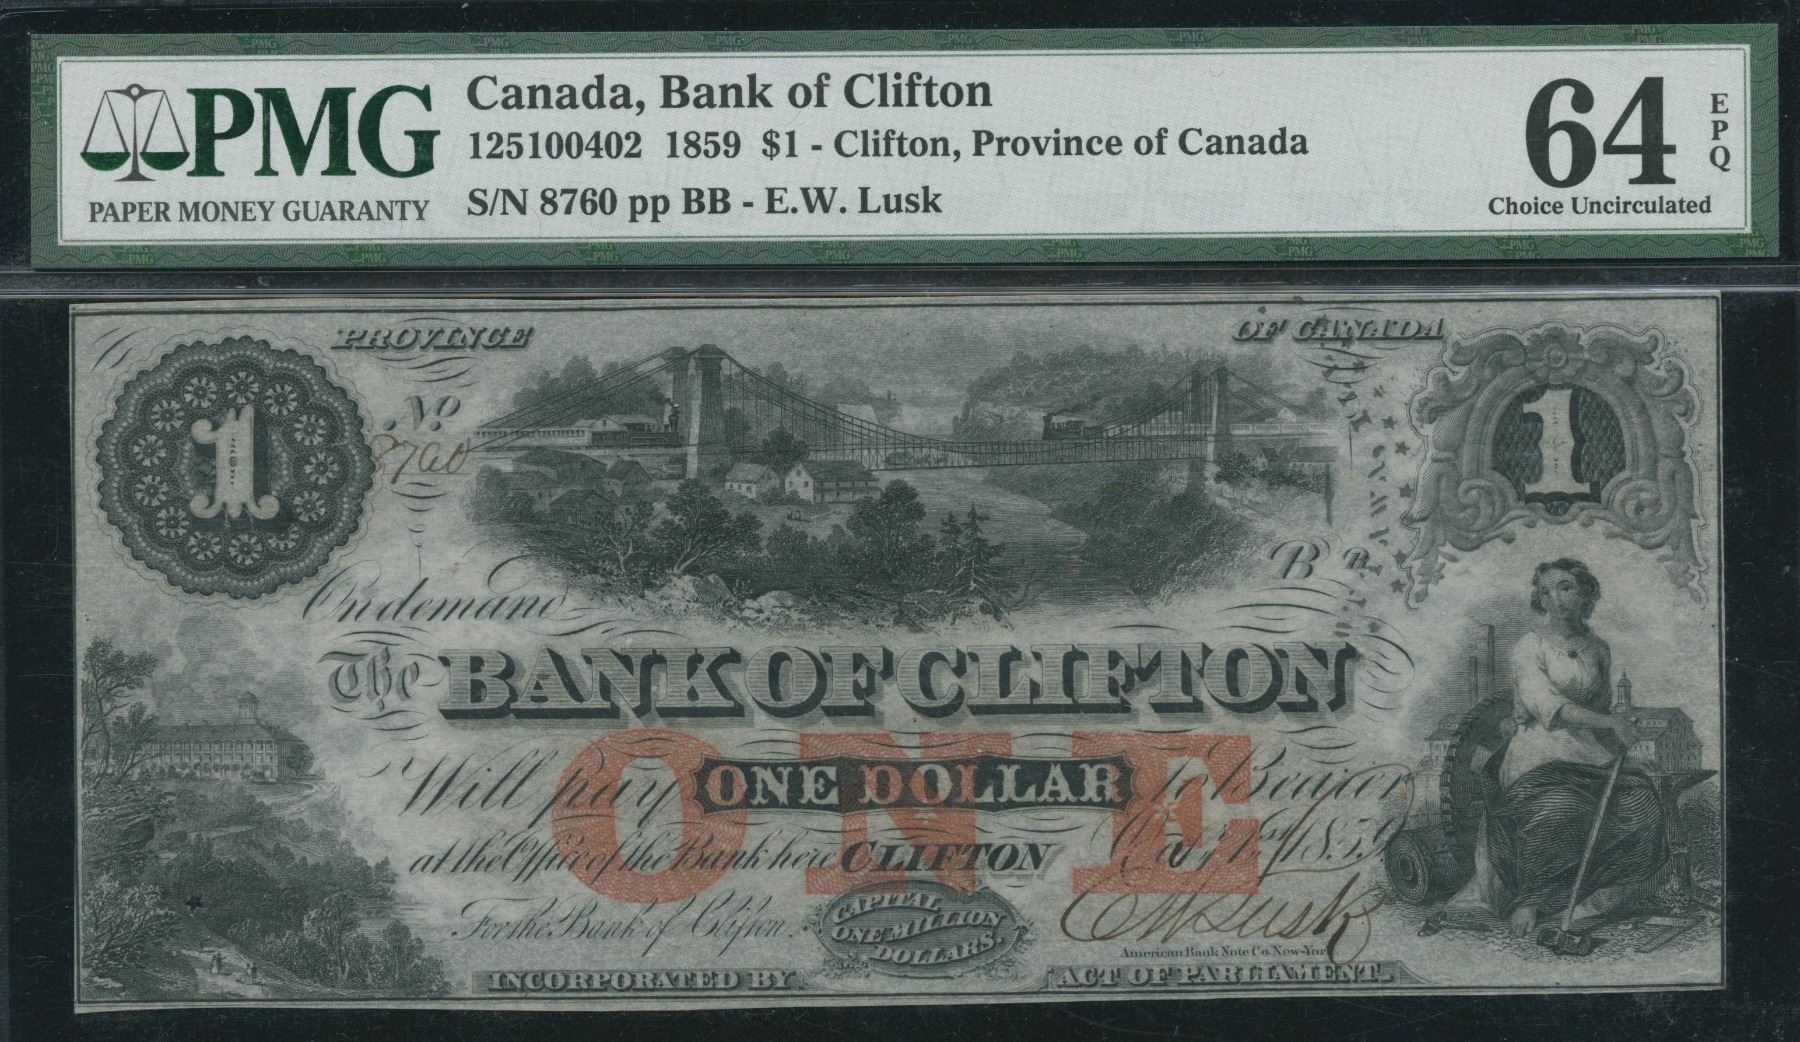 PMG
PAPER MONEY GUARANTY
Canada, Bank of Clifton
125100402 1859 $1 - Clifton, Province of Canada
S/N 8760 pp BB - E.W. Lusk
64
EPQ
Choice Uncirculated
PROVINCE OF CANADA
1
No
8760
1
B B
On demand
The BANK OF CLIFTON
Will pay ONE DOLLAR to Bearer
ONE
at the Office of the Bank here CLIFTON 1859
For the Bank of Clifton.
CAPITAL
ONE MILLION
DOLLARS.
EW Lusk
American Bank Note Co. New-York
INCORPORATED BY ACT OF PARLIAMENT.